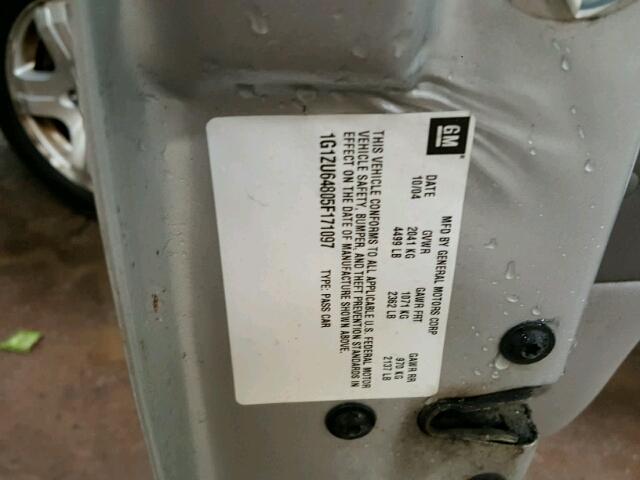 GM
MFD BY GENERAL MOTORS CORP
DATE GVWR GAWR FRT GAWR RR
10/04 2041 KG 1071 KG 970 KG
4499 LB 2362 LB 2137 LB
THIS VEHICLE CONFORMS TO ALL APPLICABLE U.S. FEDERAL MOTOR
VEHICLE SAFETY, BUMPER, AND THEFT PREVENTION STANDARDS IN
EFFECT ON THE DATE OF MANUFACTURE SHOWN ABOVE.
1G1ZU64805F171097 TYPE: PASS CAR